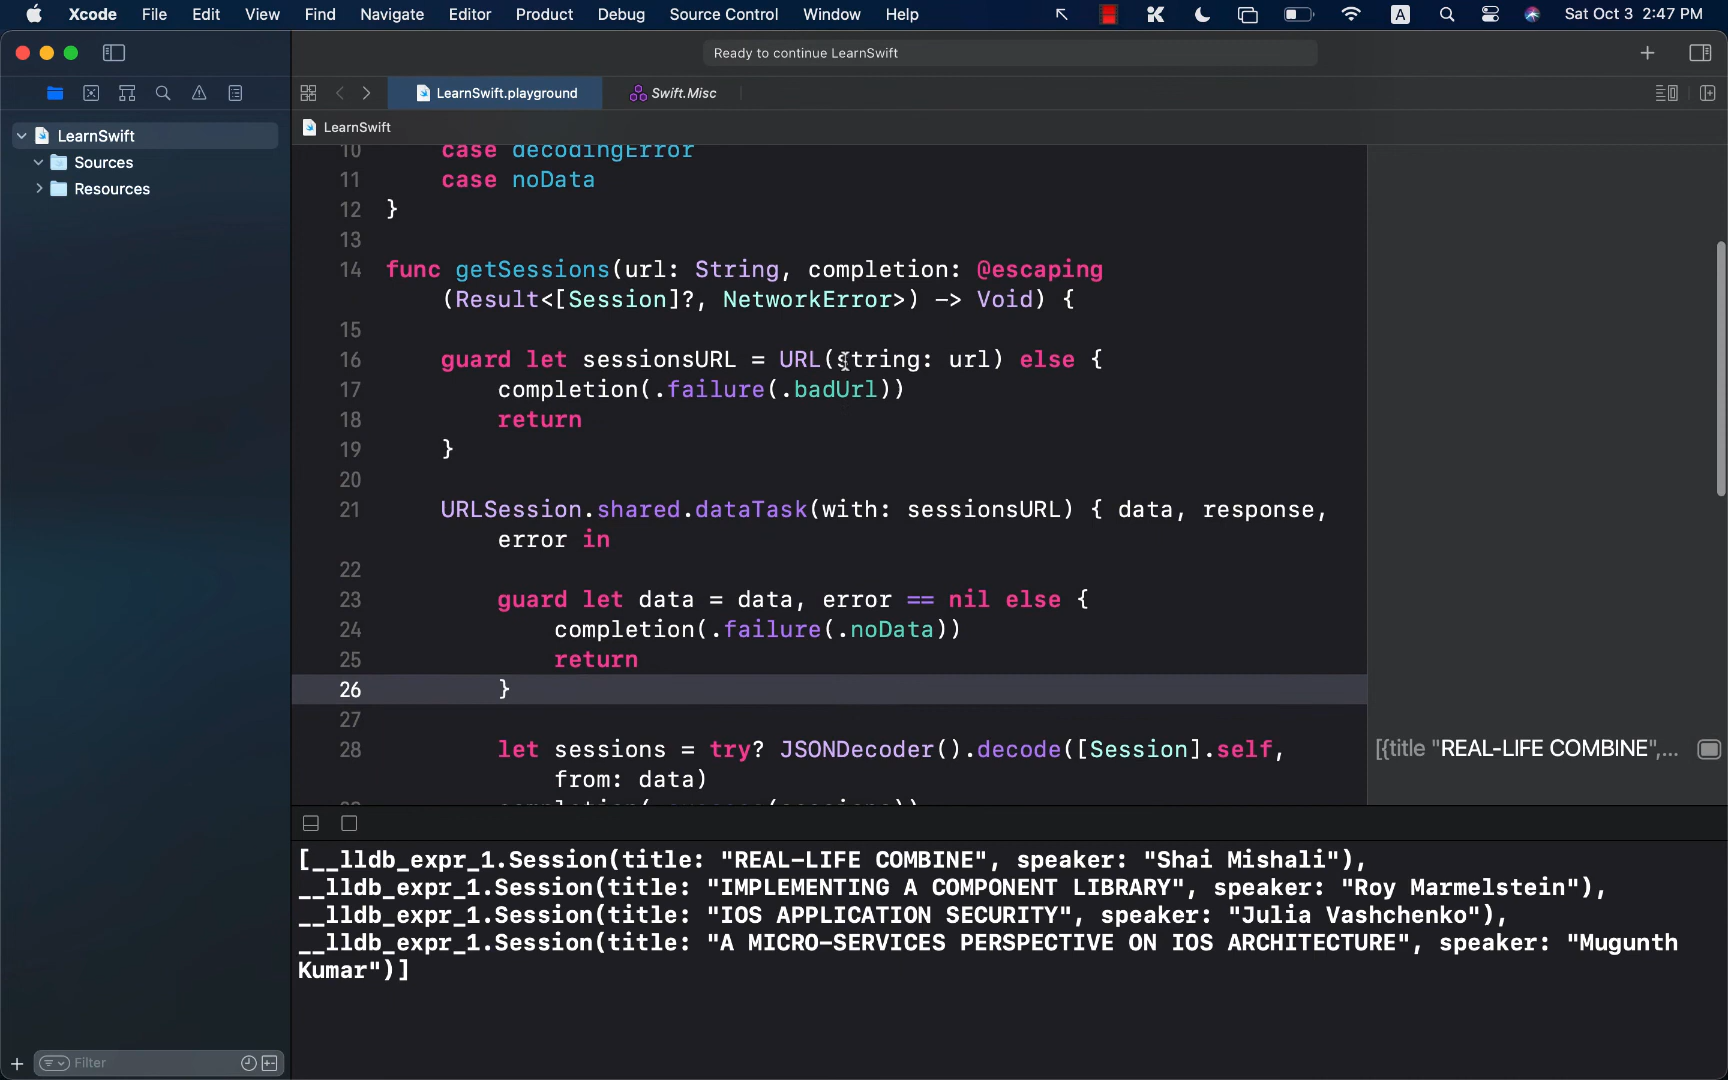 Xcode File Edit View Find Navigate Editor Product Debug Source Control Window Help A Sat Oct 3 2:47 PM
Ready to continue LearnSwift
LearnSwift.playground Swift.Misc
LearnSwift
LearnSwift
Sources
Resources
10 case decodingError
11 case noData
12 }
13
14 func getSessions(url: String, completion: @escaping
(Result<[Session]?, NetworkError>) -> Void) {
15
16 guard let sessionsURL = URL(string: url) else {
17 completion(.failure(.badUrl))
18 return
19 }
20
21 URLSession.shared.dataTask(with: sessionsURL) { data, response,
error in
22
23 guard let data = data, error == nil else {
24 completion(.failure(.noData))
25 return
26 }
27
28 let sessions = try? JSONDecoder().decode([Session].self,
from: data)
[{title "REAL-LIFE COMBINE",...
[__lldb_expr_1.Session(title: "REAL-LIFE COMBINE", speaker: "Shai Mishali"),
__lldb_expr_1.Session(title: "IMPLEMENTING A COMPONENT LIBRARY", speaker: "Roy Marmelstein"),
__lldb_expr_1.Session(title: "IOS APPLICATION SECURITY", speaker: "Julia Vashchenko"),
__lldb_expr_1.Session(title: "A MICRO-SERVICES PERSPECTIVE ON IOS ARCHITECTURE", speaker: "Mugunth
Kumar")]
Filter